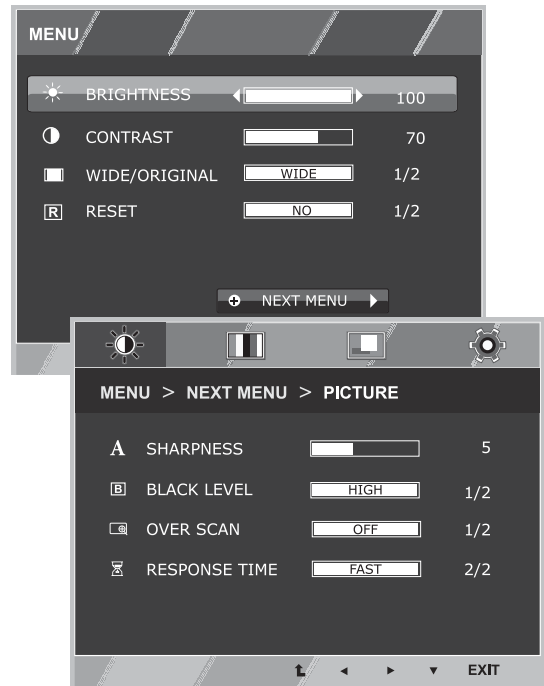 MENU
BRIGHTNESS 100
CONTRAST 70
WIDE/ORIGINAL WIDE 1/2
R RESET NO 1/2
NEXT MENU
MENU > NEXT MENU > PICTURE
A SHARPNESS 5
B BLACK LEVEL HIGH 1/2
OVER SCAN OFF 1/2
RESPONSE TIME FAST 2/2
EXIT